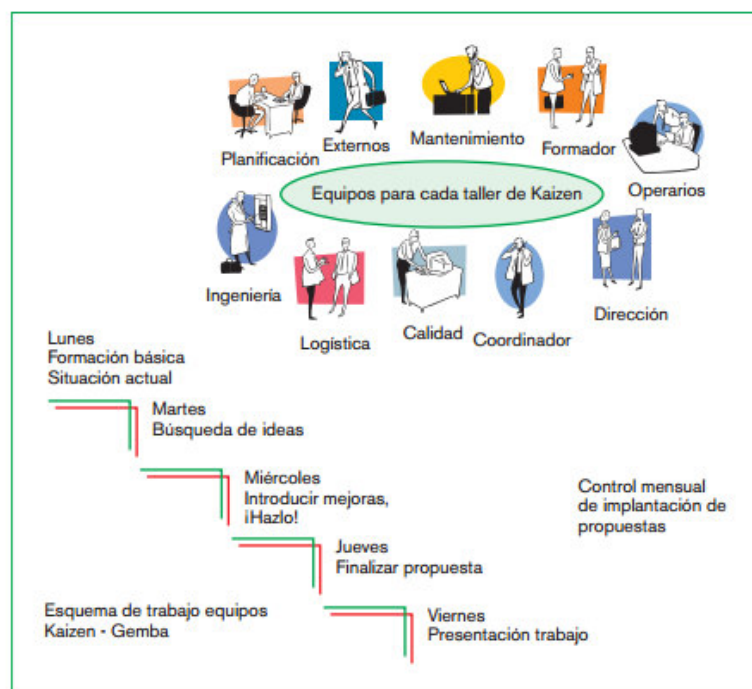 Planificación
Externos
Mantenimiento
Formador
Operarios
Equipos para cada taller de Kaizen
Ingeniería
Logística
Calidad
Coordinador
Dirección
Lunes
Formación básica
Situación actual
Martes
Búsqueda de ideas
Miércoles
Introducir mejoras,
¡Hazlo!
Control mensual
de implantación de
propuestas
Jueves
Finalizar propuesta
Esquema de trabajo equipos
Kaizen - Gemba
Viernes
Presentación trabajo